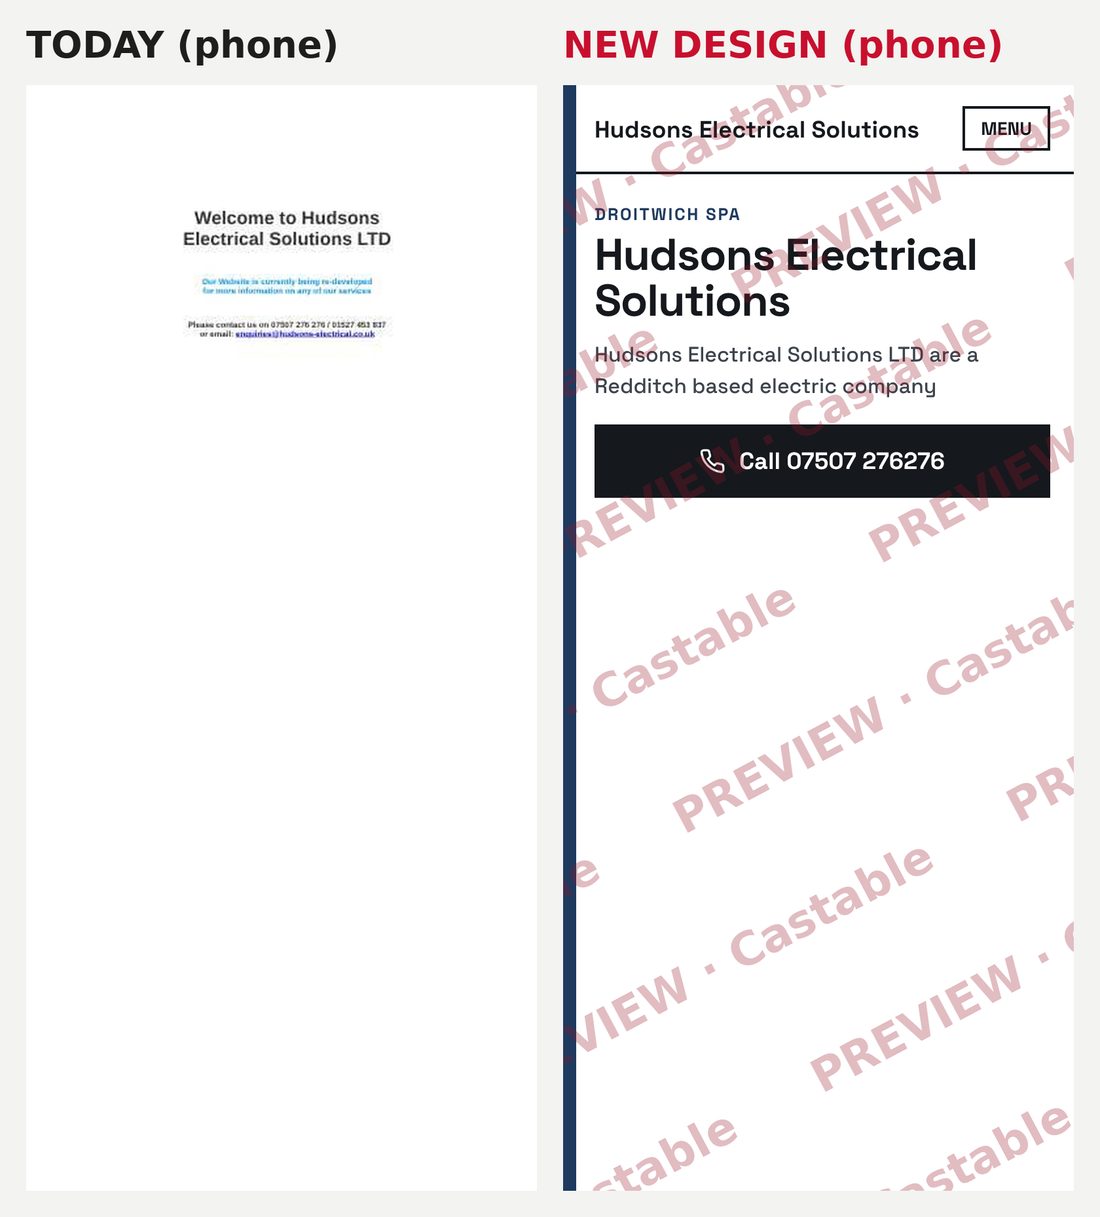 TODAY (phone)
Welcome to Hudsons
Electrical Solutions LTD
Our Website is currently being re-developed
for more information on any of our services
Please contact us on 07507 276 276 / 01527 453 837
or email: enquiries@hudsons-electrical.co.uk
NEW DESIGN (phone)
Hudsons Electrical Solutions
MENU
DROITWICH SPA
Hudsons Electrical
Solutions
Hudsons Electrical Solutions LTD are a
Redditch based electric company
Call 07507 276276
PREVIEW · Castable